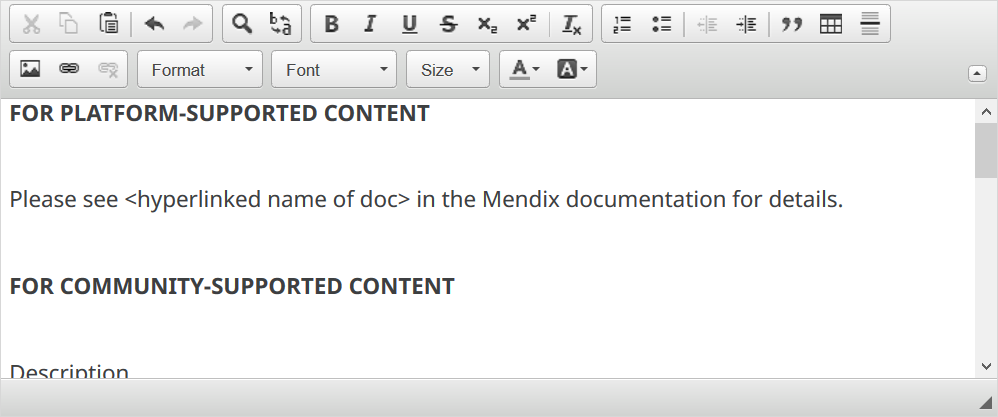 Format Font Size
FOR PLATFORM-SUPPORTED CONTENT
Please see <hyperlinked name of doc> in the Mendix documentation for details.
FOR COMMUNITY-SUPPORTED CONTENT
Description